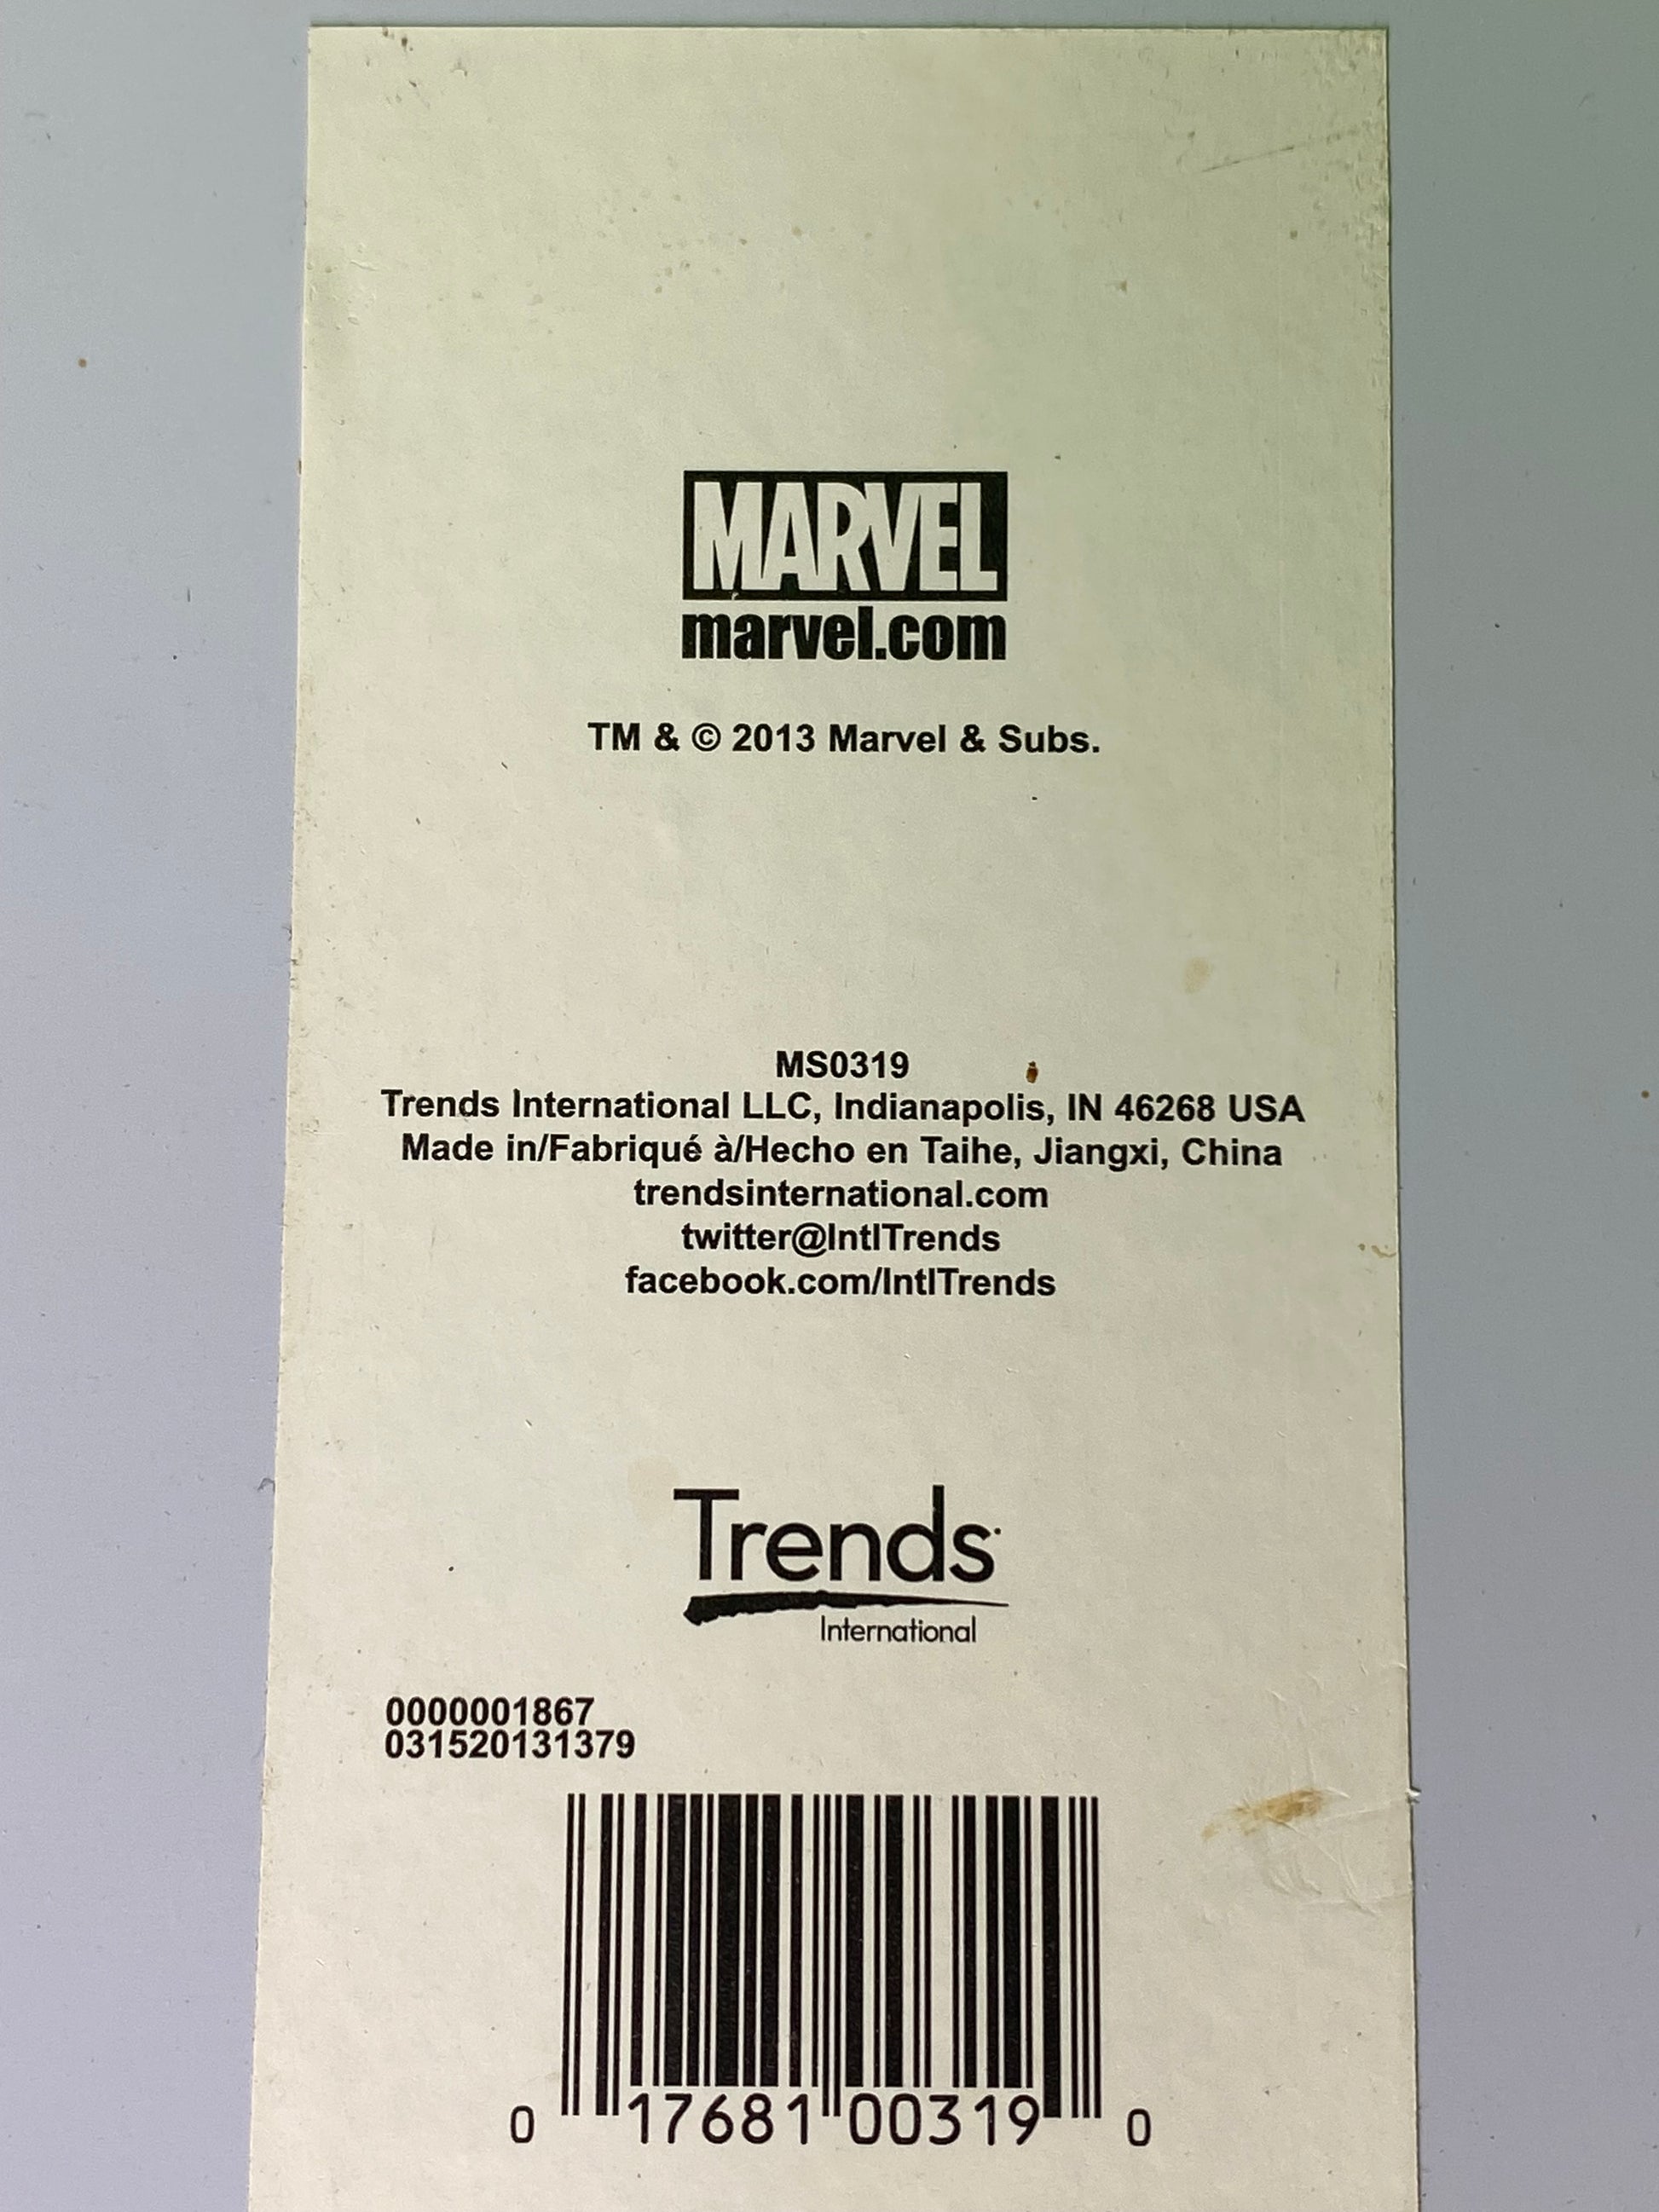 MARVEL
marvel.com
TM & © 2013 Marvel & Subs.
MS0319
Trends International LLC, Indianapolis, IN 46268 USA
Made in/Fabriqué à/Hecho en Taihe, Jiangxi, China
trendsinternational.com
twitter@IntlTrends
facebook.com/IntlTrends
Trends
International
0000001867
031520131379
0 17681 00319 0